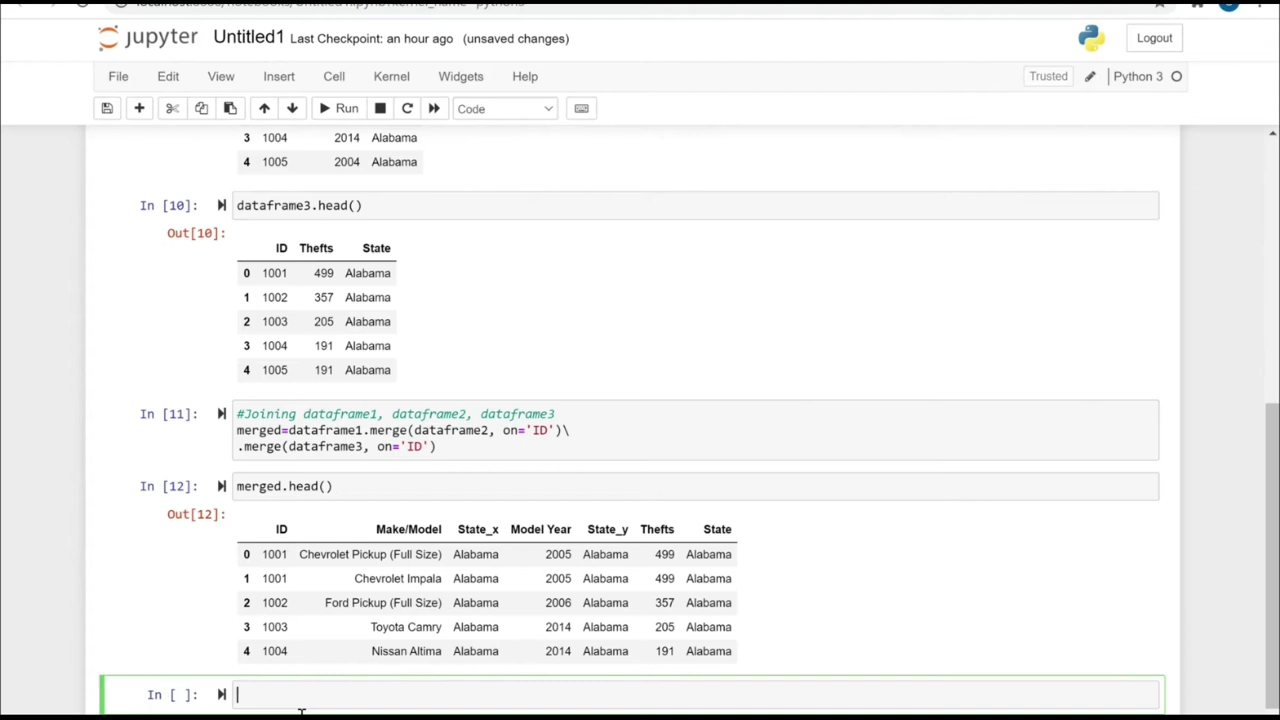 jupyter Untitled1 Last Checkpoint: an hour ago (unsaved changes) Logout
File Edit View Insert Cell Kernel Widgets Help Trusted Python 3
Run Code
3 1004 2014 Alabama
4 1005 2004 Alabama
In [10]: dataframe3.head()
Out[10]:
ID Thefts State
0 1001 499 Alabama
1 1002 357 Alabama
2 1003 205 Alabama
3 1004 191 Alabama
4 1005 191 Alabama
In [11]: #Joining dataframe1, dataframe2, dataframe3
merged=dataframe1.merge(dataframe2, on='ID')\
.merge(dataframe3, on='ID')
In [12]: merged.head()
Out[12]:
ID Make/Model State_x Model Year State_y Thefts State
0 1001 Chevrolet Pickup (Full Size) Alabama 2005 Alabama 499 Alabama
1 1001 Chevrolet Impala Alabama 2005 Alabama 499 Alabama
2 1002 Ford Pickup (Full Size) Alabama 2006 Alabama 357 Alabama
3 1003 Toyota Camry Alabama 2014 Alabama 205 Alabama
4 1004 Nissan Altima Alabama 2014 Alabama 191 Alabama
In [ ]: